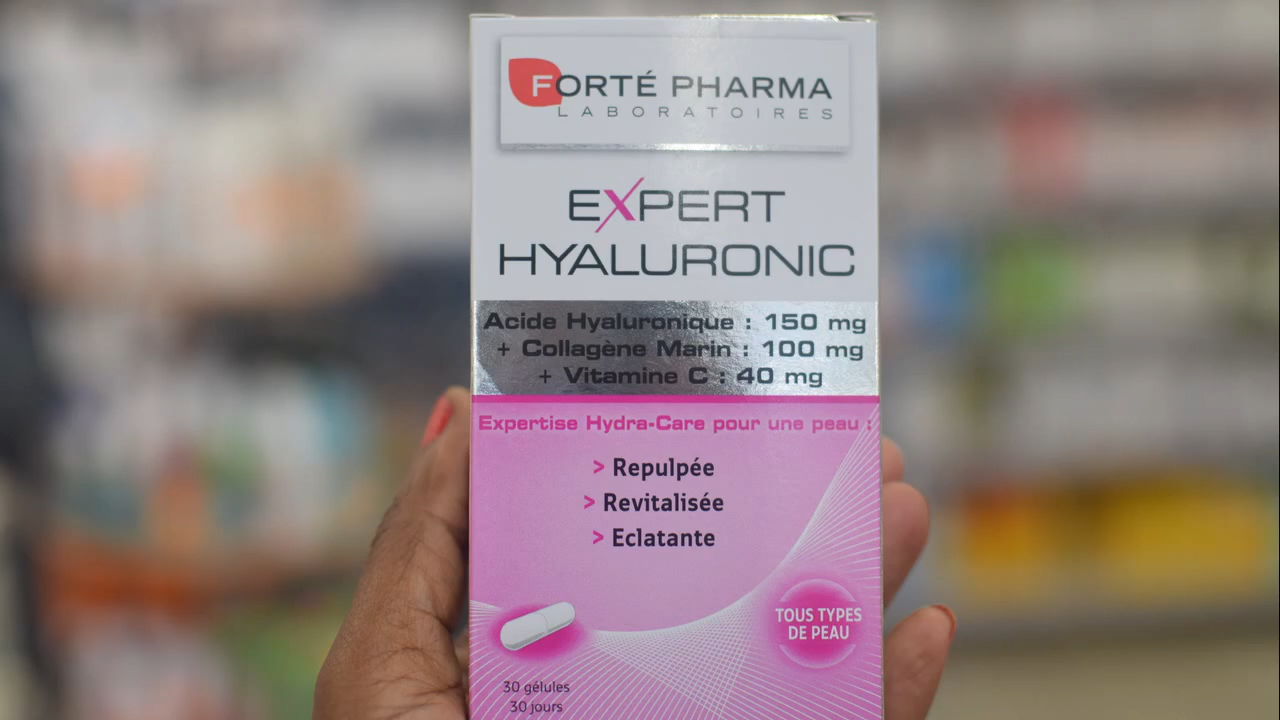 FORTÉ PHARMA
LABORATOIRES
EXPERT
HYALURONIC
Acide Hyaluronique : 150 mg
+ Collagène Marin : 100 mg
+ Vitamine C : 40 mg
Expertise Hydra-Care pour une peau :
> Repulpée
> Revitalisée
> Eclatante
TOUS TYPES
DE PEAU
30 gélules
30 jours